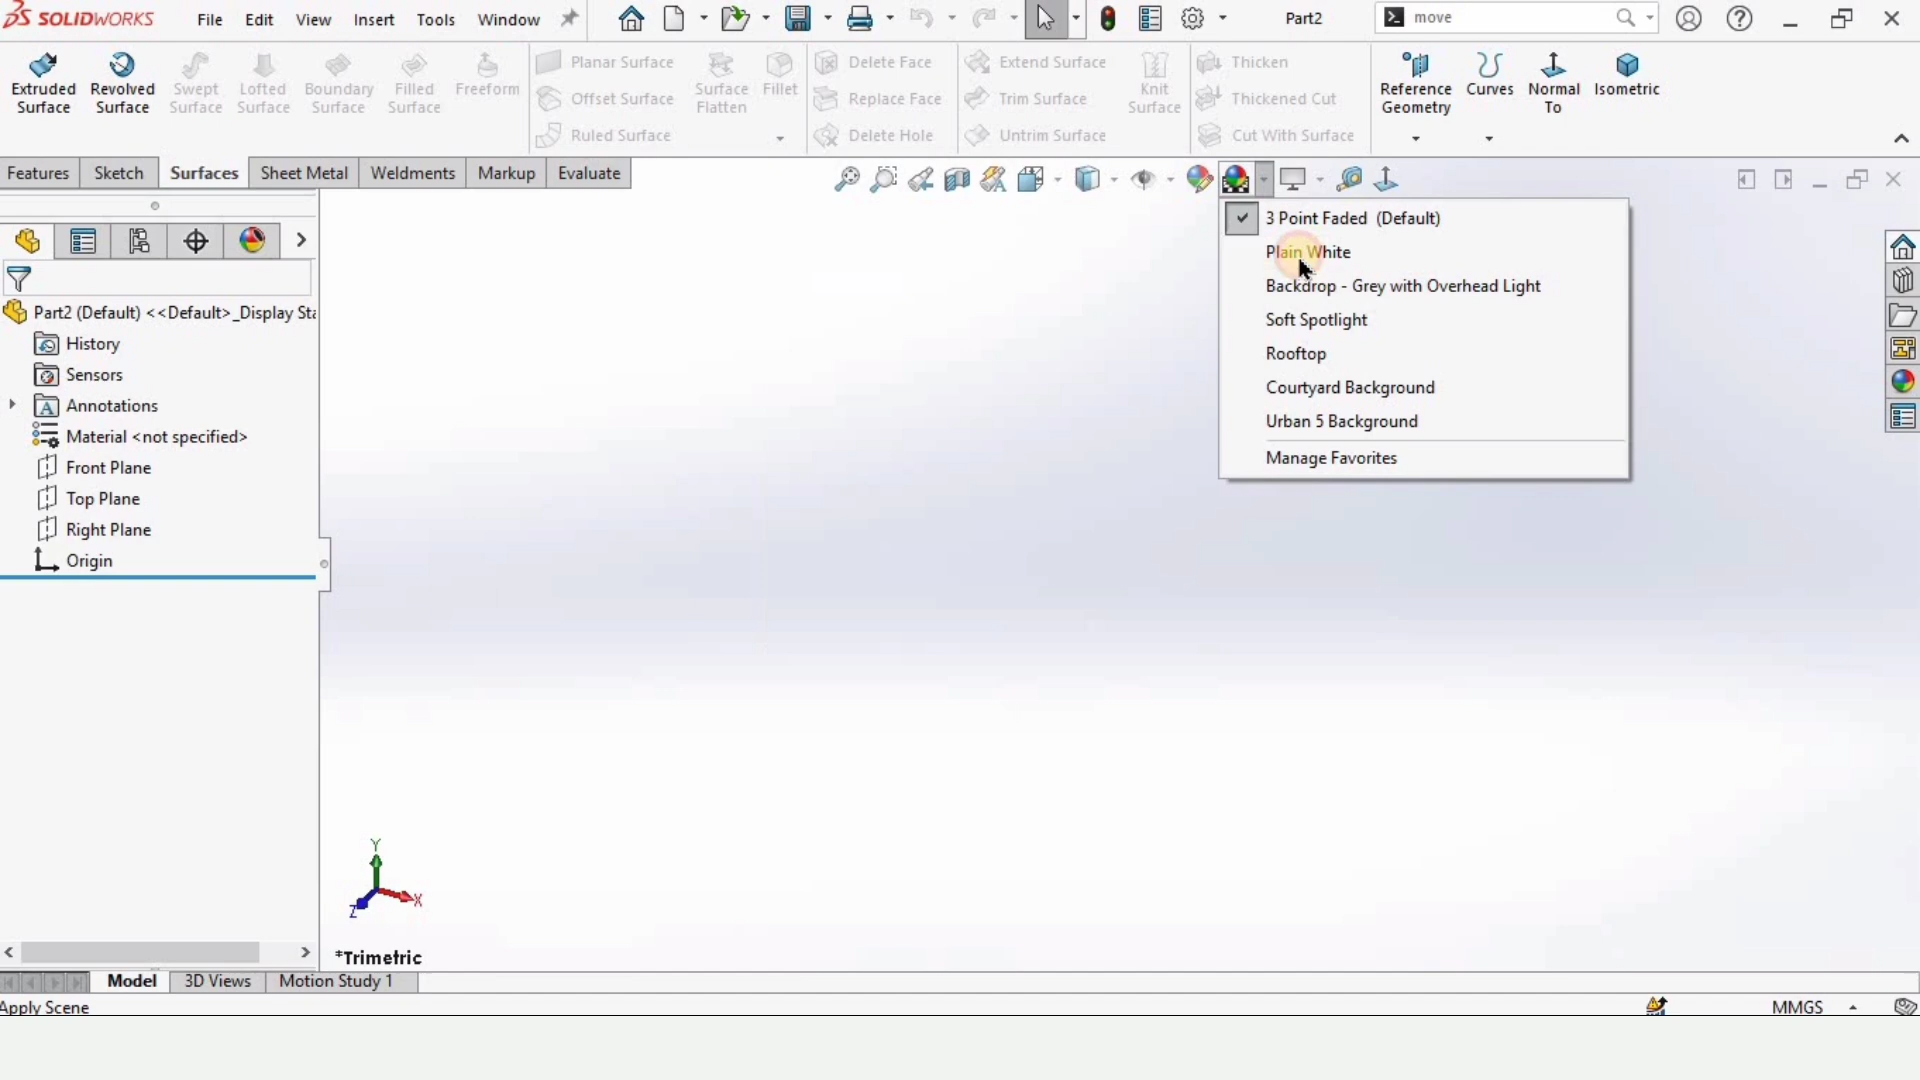 SOLIDWORKS File Edit View Insert Tools Window Part2 move
Extruded Surface
Revolved Surface
Swept Surface
Lofted Surface
Boundary Surface
Filled Surface
Freeform
Planar Surface
Offset Surface
Ruled Surface
Surface Flatten
Fillet
Delete Face
Replace Face
Delete Hole
Extend Surface
Trim Surface
Untrim Surface
Knit Surface
Thicken
Thickened Cut
Cut With Surface
Reference Geometry
Curves
Normal To
Isometric
Features Sketch Surfaces Sheet Metal Weldments Markup Evaluate
3 Point Faded (Default)
Plain White
Backdrop - Grey with Overhead Light
Soft Spotlight
Rooftop
Courtyard Background
Urban 5 Background
Manage Favorites
Part2 (Default) <<Default>_Display Sta
History
Sensors
Annotations
Material <not specified>
Front Plane
Top Plane
Right Plane
Origin
Y
X
Z
*Trimetric
Model 3D Views Motion Study 1
Apply Scene MMGS